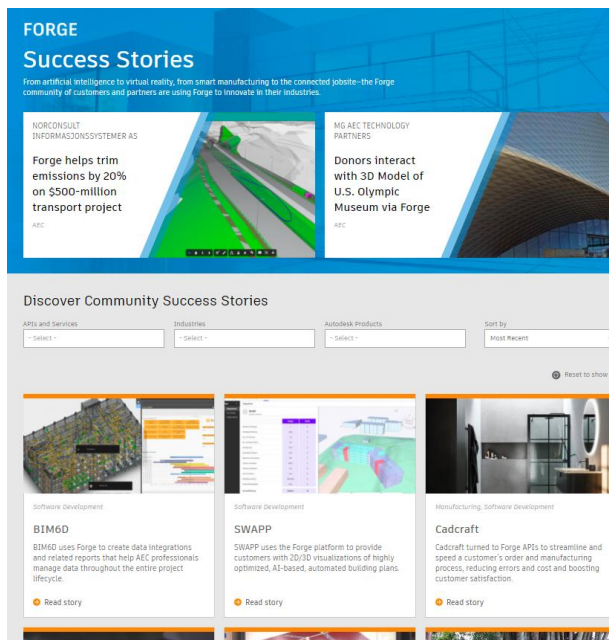 FORGE
Success Stories
From artificial intelligence to virtual reality, from smart manufacturing to the connected jobsite–the Forge
community of customers and partners are using Forge to innovate in their industries.
NORCONSULT
INFORMASJONSSYSTEMER AS
Forge helps trim
emissions by 20%
on $500-million
transport project
AEC
MG AEC TECHNOLOGY
PARTNERS
Donors interact
with 3D Model of
U.S. Olympic
Museum via Forge
AEC
Discover Community Success Stories
APIs and Services
- Select -
Industries
- Select -
Autodesk Products
- Select -
Sort by
Most Recent
Reset to show
Software Development
BIM6D
BIM6D uses Forge to create data integrations
and related reports that help AEC professionals
manage data throughout the entire project
lifecycle.
Read story
Software Development
SWAPP
SWAPP uses the Forge platform to provide
customers with 2D/3D visualizations of highly
optimized, AI-based, automated building plans.
Read story
Manufacturing, Software Development
Cadcraft
Cadcraft turned to Forge APIs to streamline and
speed a customer's order and manufacturing
process, reducing errors and cost and boosting
customer satisfaction.
Read story